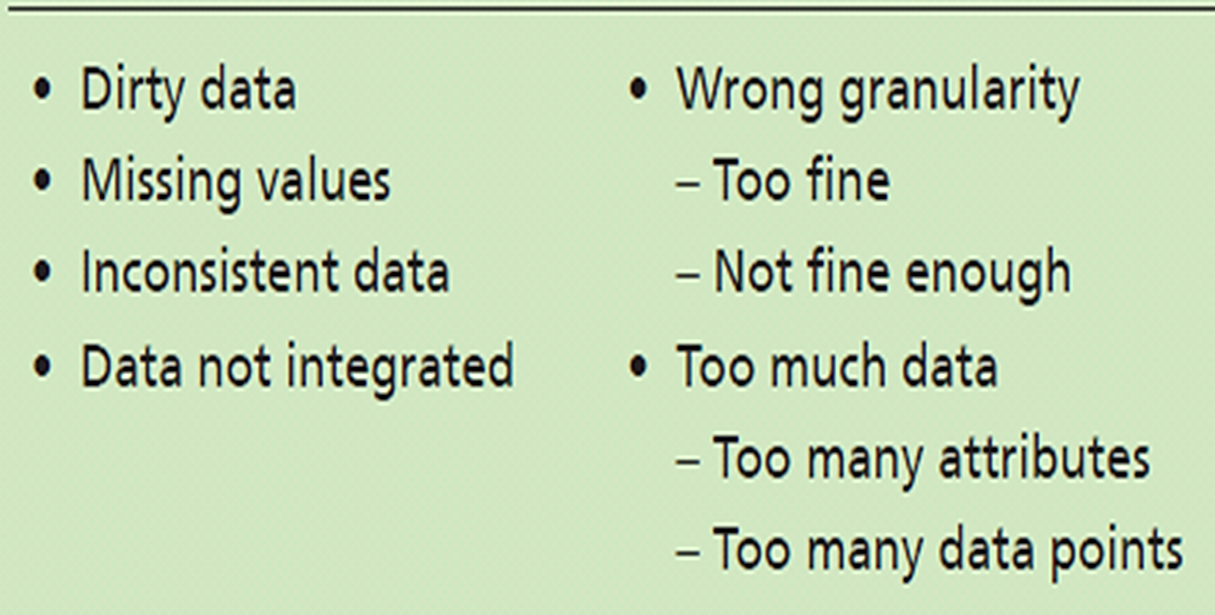 • Dirty data
• Missing values
• Inconsistent data
• Data not integrated
• Wrong granularity
– Too fine
– Not fine enough
• Too much data
– Too many attributes
– Too many data points